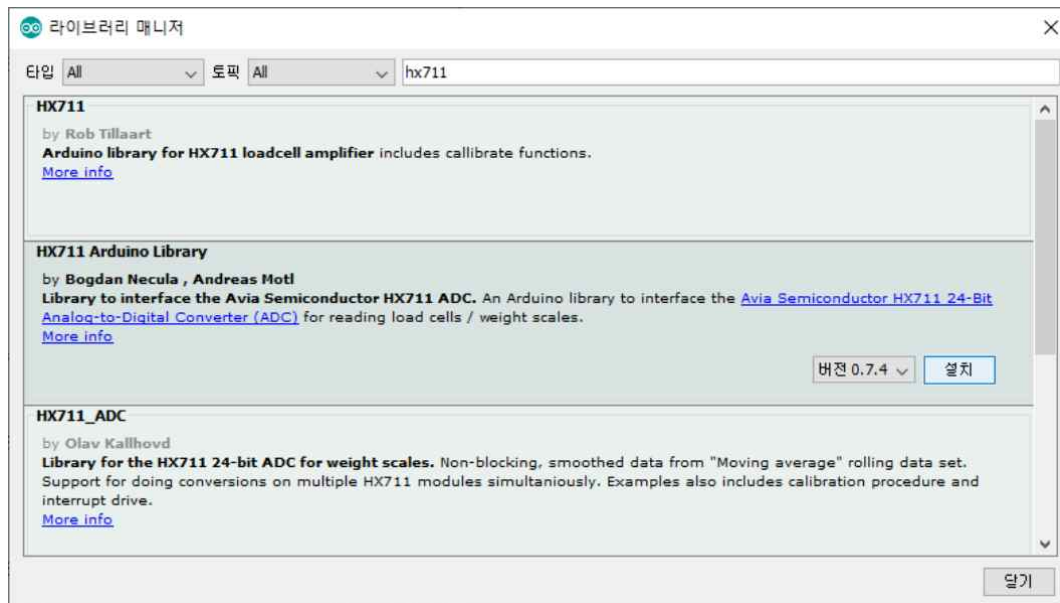 라이브러리 매니저
타입 All 토픽 All hx711
HX711
by Rob Tillaart
Arduino library for HX711 loadcell amplifier includes callibrate functions.
More info
HX711 Arduino Library
by Bogdan Necula , Andreas Motl
Library to interface the Avia Semiconductor HX711 ADC. An Arduino library to interface the Avia Semiconductor HX711 24-Bit
Analog-to-Digital Converter (ADC) for reading load cells / weight scales.
More info
버전 0.7.4 설치
HX711_ADC
by Olav Kallhovd
Library for the HX711 24-bit ADC for weight scales. Non-blocking, smoothed data from "Moving average" rolling data set.
Support for doing conversions on multiple HX711 modules simultaniously. Examples also includes calibration procedure and
interrupt drive.
More info
닫기